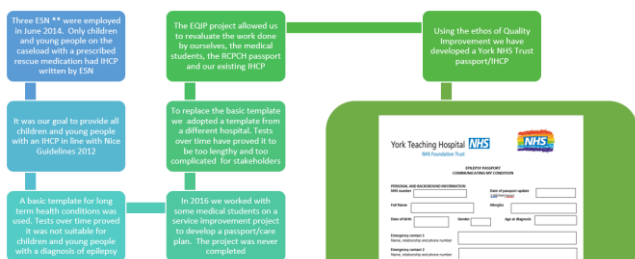 Three ESN ** were employed
in June 2014. Only children
and young people on the
caseload with a prescribed
rescue medication had IHCP
written by ESN
It was our goal to provide all
children and young people
with an IHCP in line with Nice
Guidelines 2012
A basic template for long
term health conditions was
used. Tests over time proved
it was not suitable for
children and young people
with a diagnosis of epilepsy
In 2016 we worked with
some medical students on a
service improvement project
to develop a passport/care
plan. The project was never
completed
To replace the basic template
we adopted a template from
a different hospital. Tests
over time have proved it to
be too lengthy and too
complicated for stakeholders
The EQIP project allowed us
to revaluate the work done
by ourselves, the medical
students, the RCPCH passport
and our existing IHCP
Using the ethos of Quality
Improvement we have
developed a York NHS Trust
passport/IHCP
York Teaching Hospital NHS
NHS Foundation Trust
NHS
EPILEPSY PASSPORT
COMMUNICATING MY CONDITION
PERSONAL AND BACKGROUND INFORMATION
NHS number
Date of passport update
Full Name
Allergies
Date of birth
Gender
Age at diagnosis
Emergency contact 1
Name, relationship and phone number
Emergency contact 2
Name, relationship and phone number